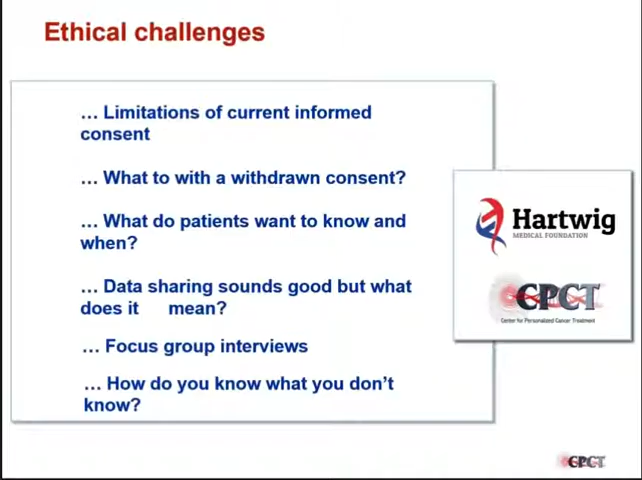 Ethical challenges
… Limitations of current informed
consent
… What to with a withdrawn consent?
… What do patients want to know and
when?
… Data sharing sounds good but what
does it mean?
… Focus group interviews
… How do you know what you don't
know?
Hartwig
MEDICAL FOUNDATION
CPCT
Center for Personalized Cancer Treatment
CPCT